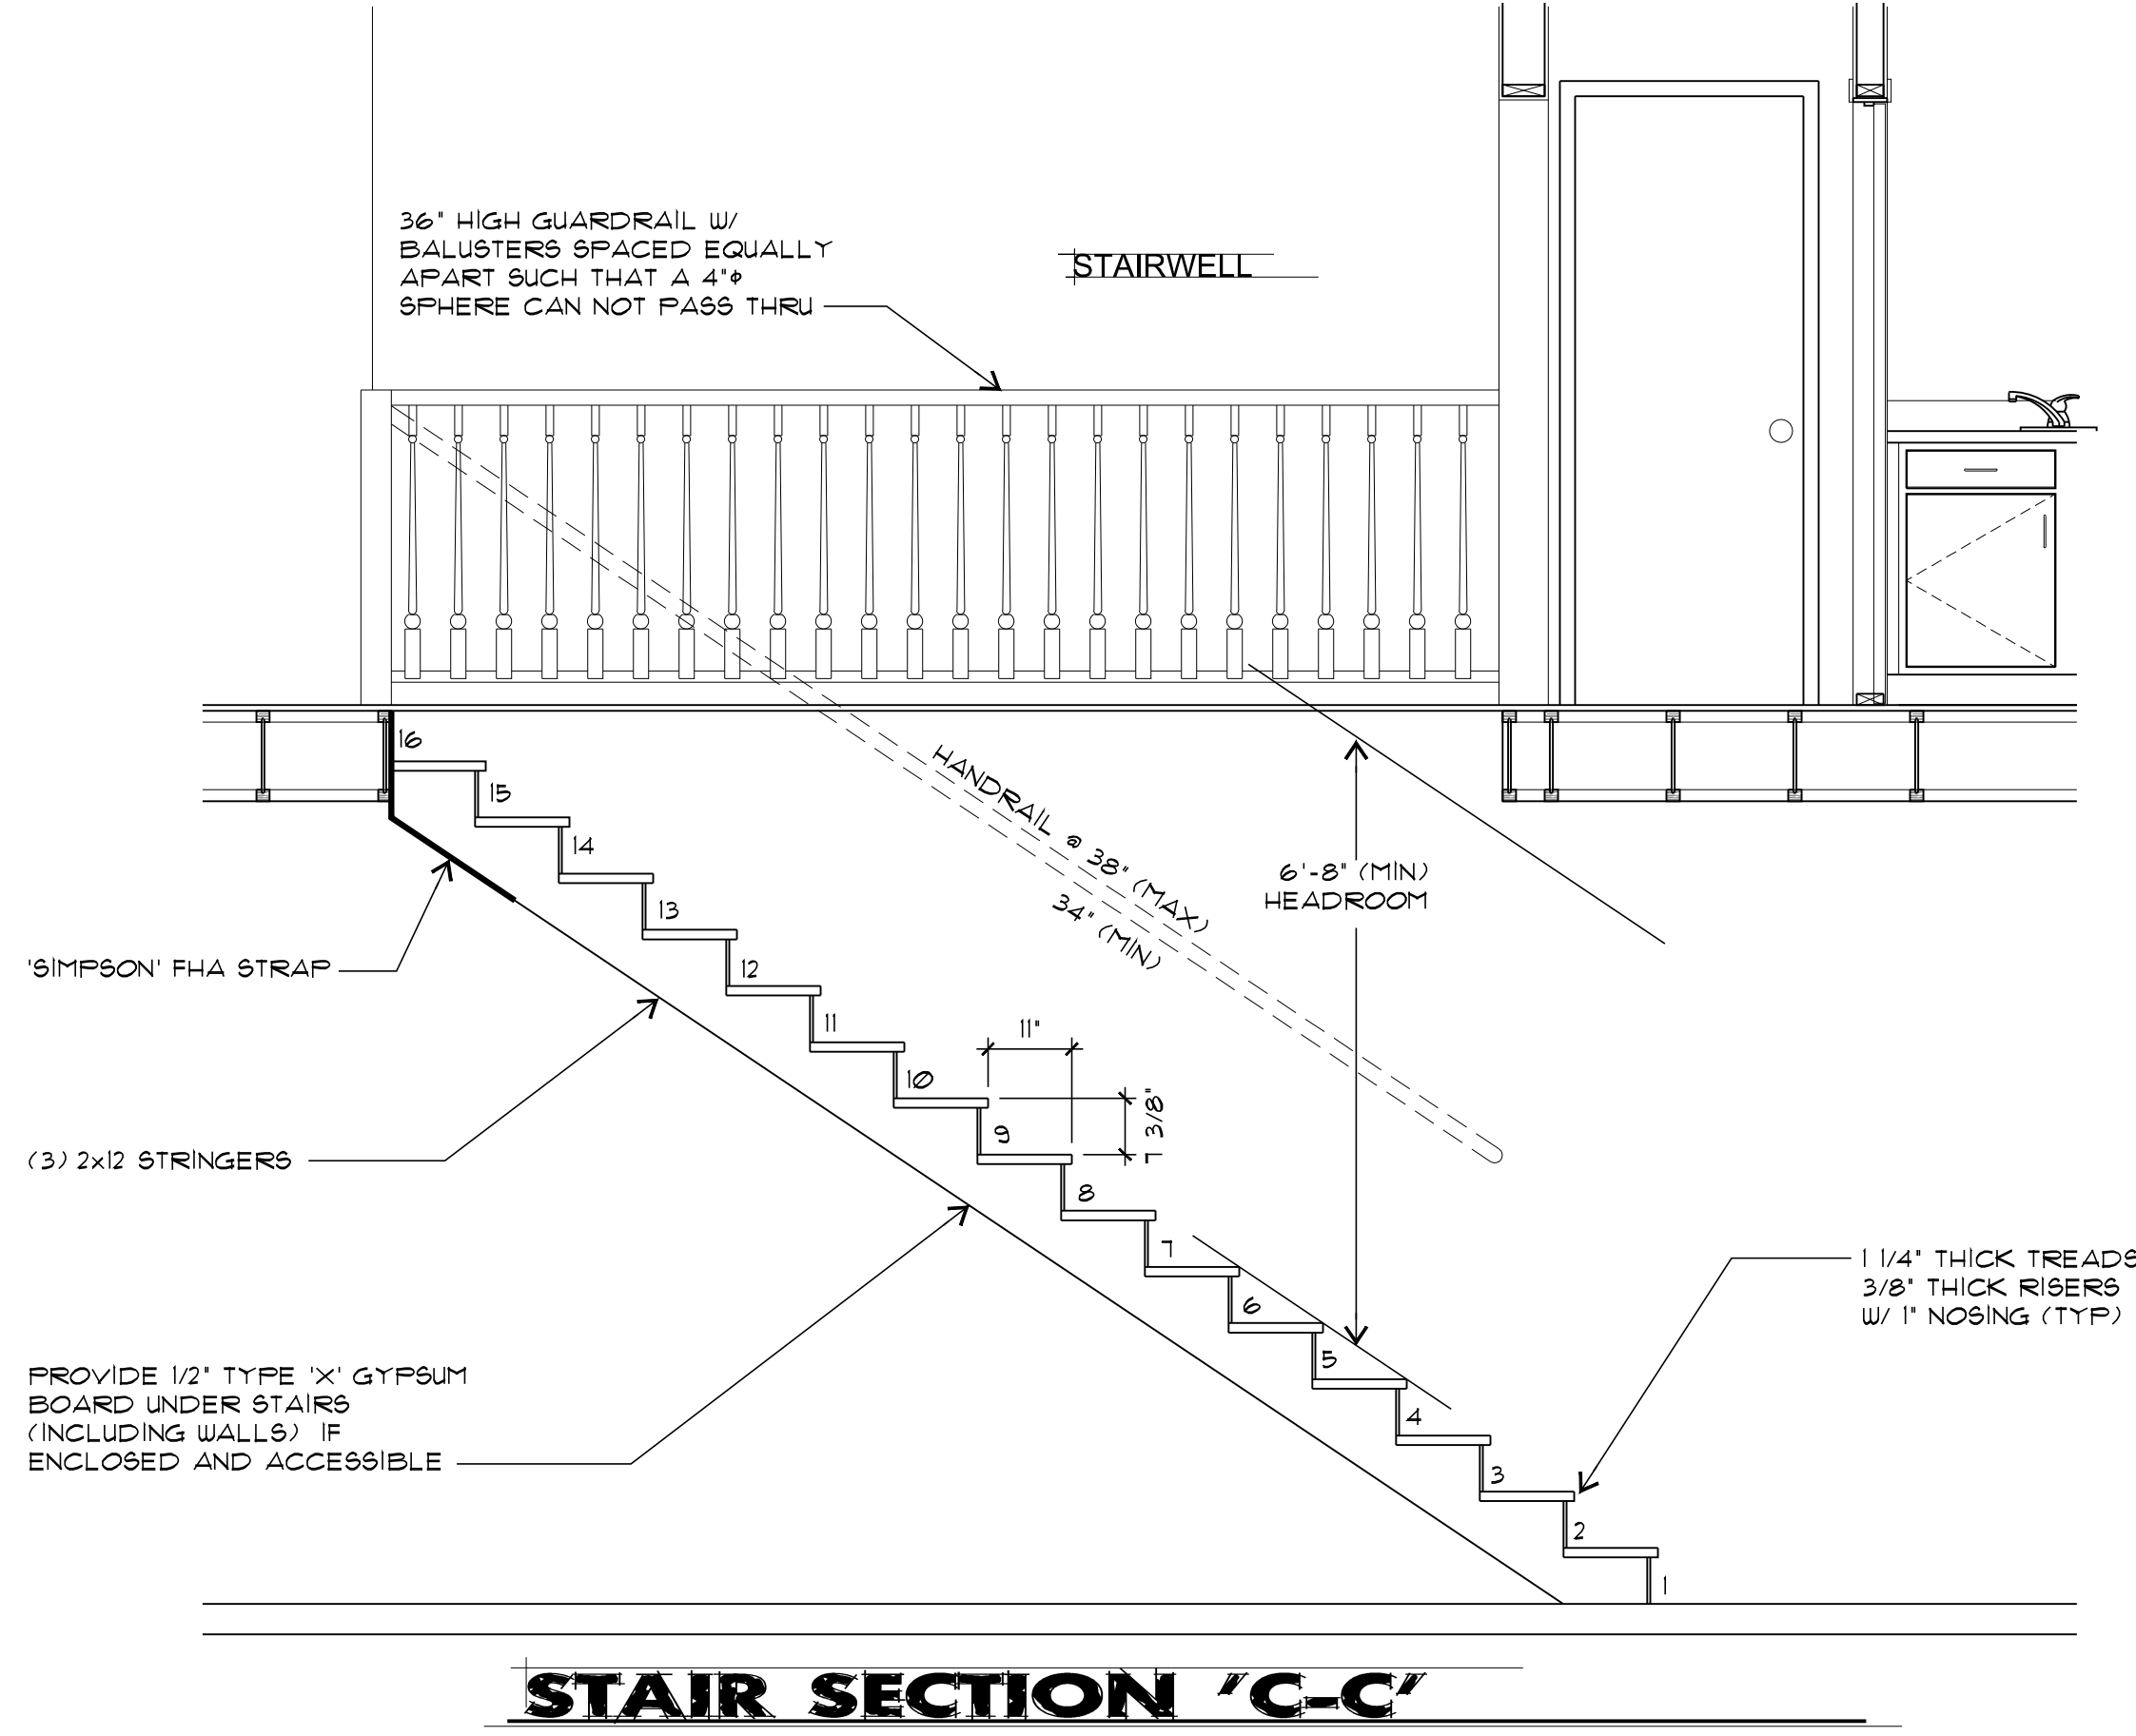 36" HIGH GUARDRAIL W/
BALUSTERS SPACED EQUALLY
APART SUCH THAT A 4"ϕ
SPHERE CAN NOT PASS THRU
STAIRWELL
16
15
14
13
12
11
10
9
8
7
6
5
4
3
2
1
HANDRAIL @ 38" (MAX)
34" (MIN)
6'-8" (MIN)
HEADROOM
11"
7 3/8"
'SIMPSON' FHA STRAP
(3) 2x12 STRINGERS
PROVIDE 1/2" TYPE 'X' GYPSUM
BOARD UNDER STAIRS
(INCLUDING WALLS) IF
ENCLOSED AND ACCESSIBLE
1 1/4" THICK TREADS
3/8" THICK RISERS
W/ 1" NOSING (TYP)
STAIR SECTION "C-C"